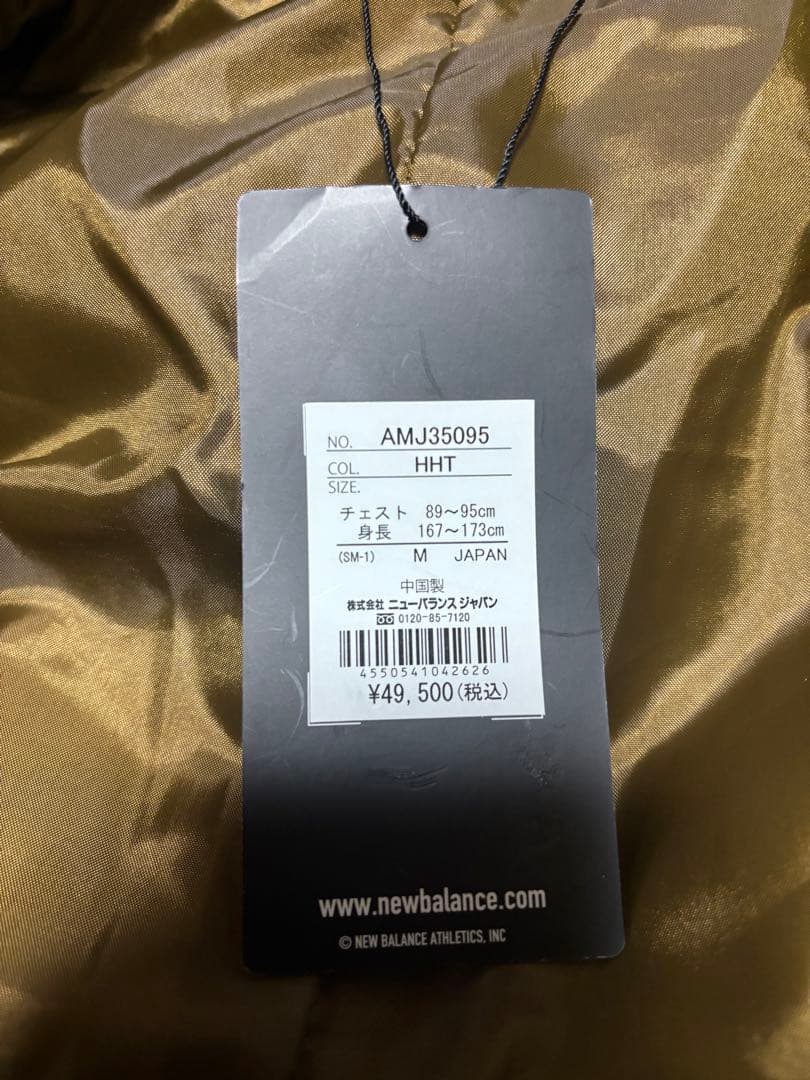 NO. AMJ35095
COL. HHT
SIZE.
チェスト 89～95cm
身長 167～173cm
(SM-1) M JAPAN
中国製
株式会社 ニューバランス ジャパン
0120-85-7120
4550541042626
¥49,500(税込)
www.newbalance.com
© NEW BALANCE ATHLETICS, INC